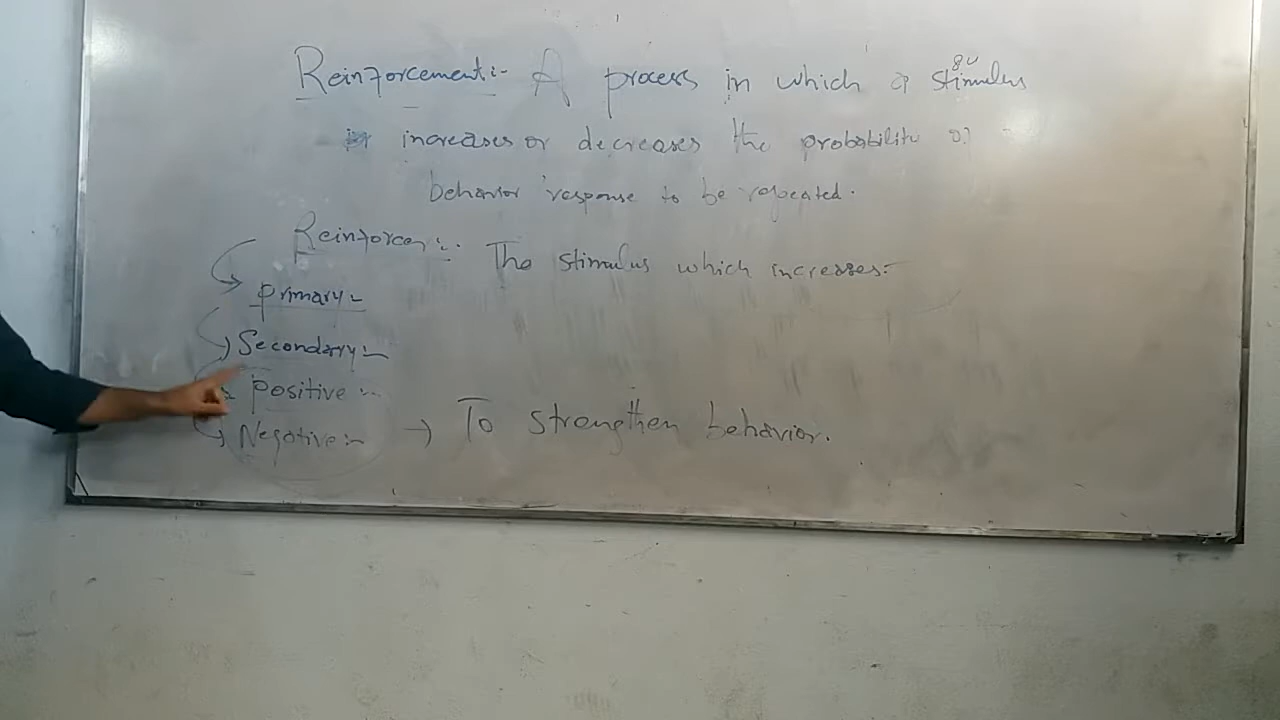 Reinforcement:- A process in which a stimulus
increases or decreases the probability of
behavior response to be repeated.
Reinforcer:- The stimulus which increases:-
Primary:-
Secondary:-
Positive:-
Negative:- → To strengthen behavior.